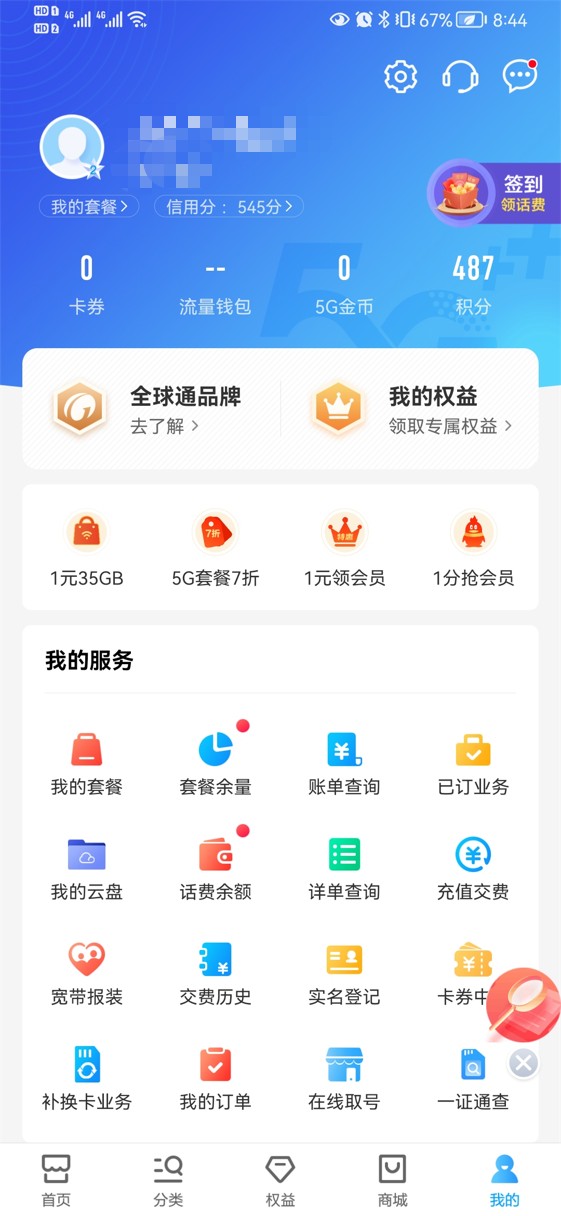 HD 1 4G 4G 67% 8:44
HD 2
2
我的套餐
信用分： 545分
签到
领话费
0 -- 0 487
卡券 流量钱包 5G金币 积分
5G++
全球通品牌 我的权益
去了解 领取专属权益
7折 特惠
1元35GB 5G套餐7折 1元领会员 1分抢会员
我的服务
我的套餐 套餐余量 账单查询 已订业务
我的云盘 话费余额 详单查询 充值交费
宽带报装 交费历史 实名登记 卡券中
补换卡业务 我的订单 在线取号 一证通查
首页 分类 权益 商城 我的